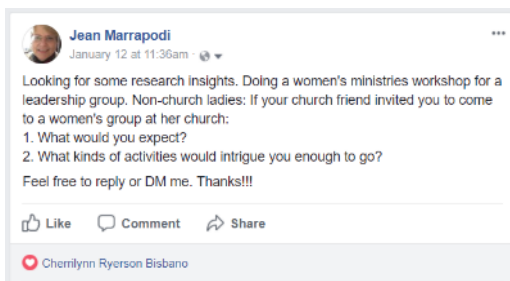 Jean Marrapodi
January 12 at 11:36am ·
Looking for some research insights. Doing a women's ministries workshop for a
leadership group. Non-church ladies: If your church friend invited you to come
to a women's group at her church:
1. What would you expect?
2. What kinds of activities would intrigue you enough to go?
Feel free to reply or DM me. Thanks!!!
Like Comment Share
Cherrilynn Ryerson Bisbano